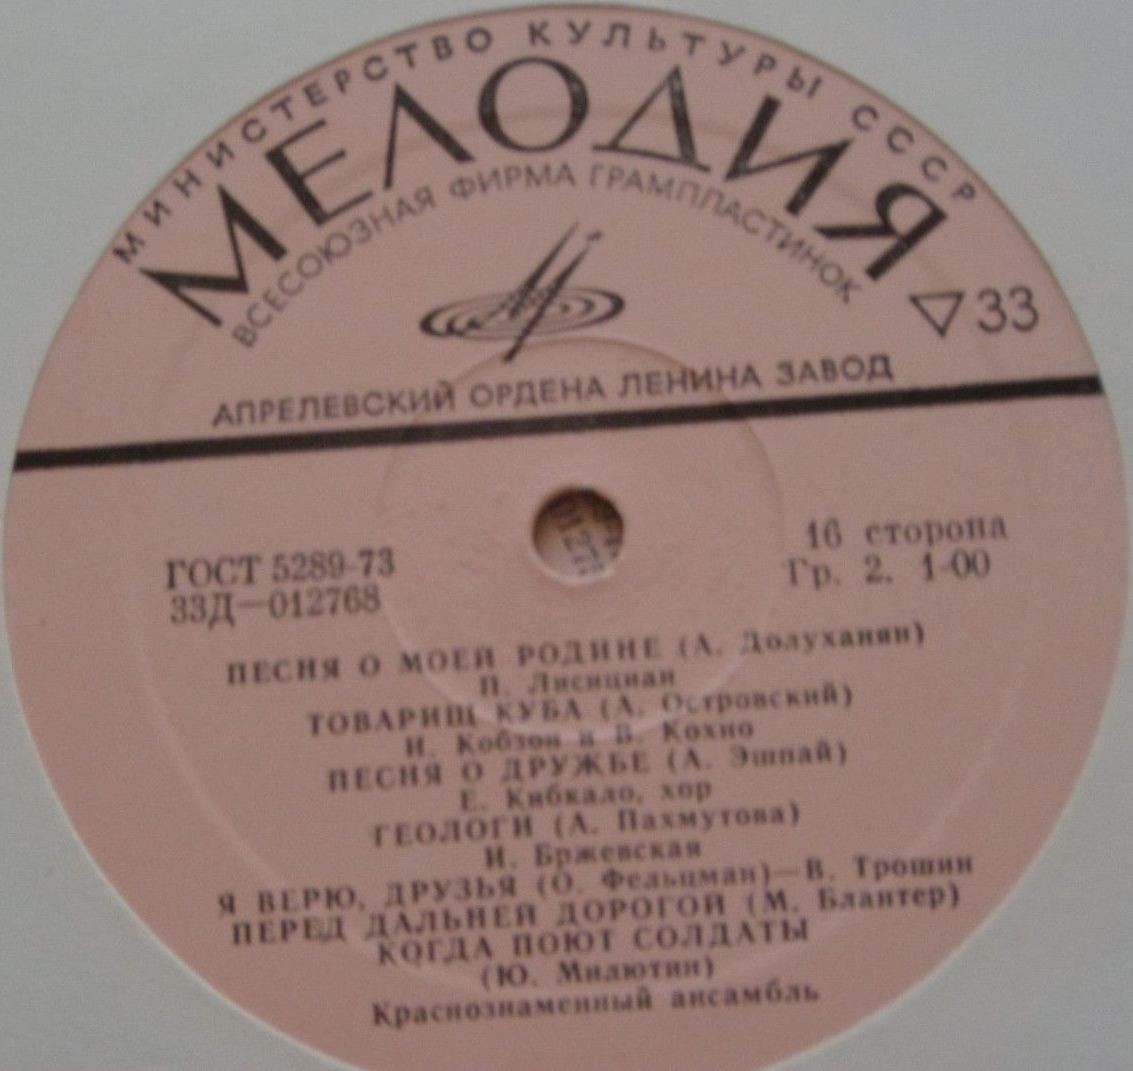 МИНИСТЕРСТВО КУЛЬТУРЫ СССР
МЕЛОДИЯ
ВСЕСОЮЗНАЯ ФИРМА ГРАМПЛАСТИНОК
33
АПРЕЛЕВСКИЙ ОРДЕНА ЛЕНИНА ЗАВОД
ГОСТ 5289-73
33Д—012768
16 сторона
Гр. 2. 1-00
ПЕСНЯ О МОЕЙ РОДИНЕ (А. Долуханян)
П. Лисициан
ТОВАРИЩ КУБА (А. Островский)
И. Кобзон и В. Кохно
ПЕСНЯ О ДРУЖБЕ (А. Эшпай)
Е. Кибкало, хор
ГЕОЛОГИ (А. Пахмутова)
И. Бржевская
Я ВЕРЮ, ДРУЗЬЯ (О. Фельцман)—В. Трошин
ПЕРЕД ДАЛЬНЕЙ ДОРОГОЙ (М. Блантер)
КОГДА ПОЮТ СОЛДАТЫ
(Ю. Милютин)
Краснознаменный ансамбль